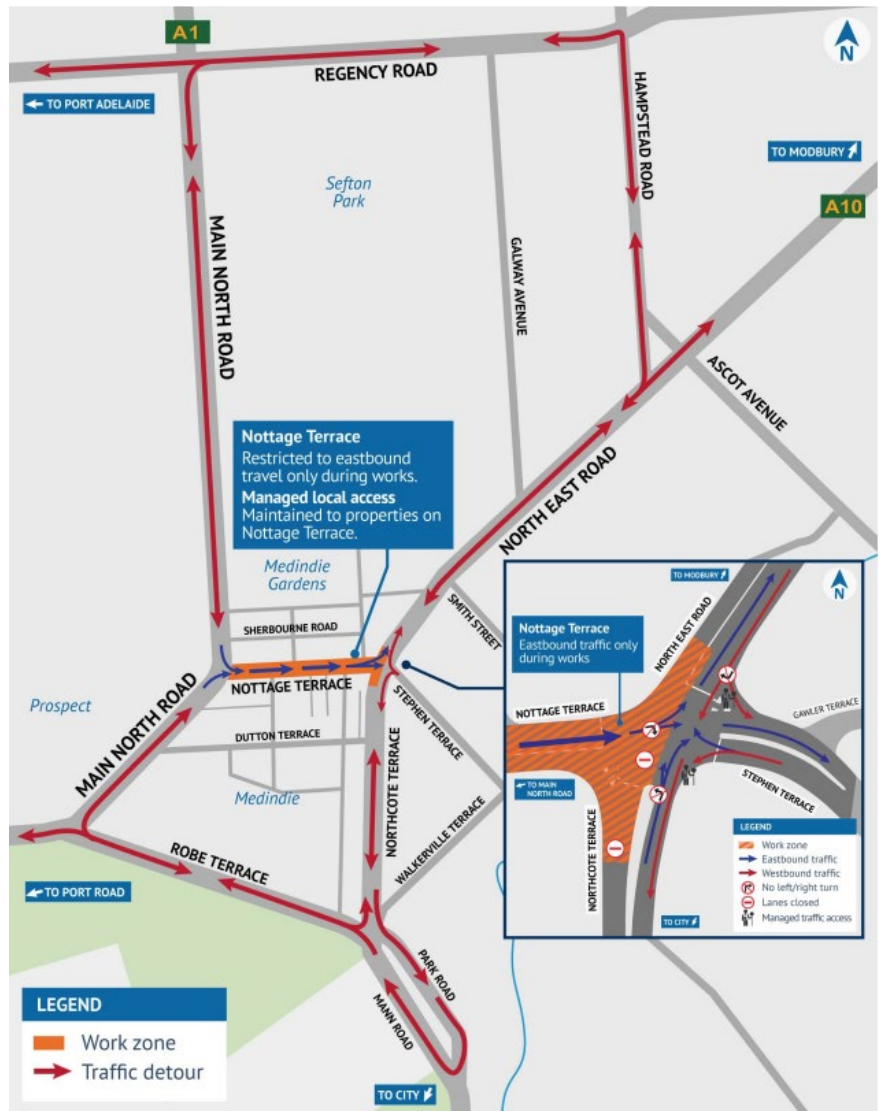 A1
N
REGENCY ROAD
← TO PORT ADELAIDE
HAMPSTEAD ROAD
TO MODBURY
A10
Sefton
Park
MAIN NORTH ROAD
GALWAY AVENUE
ASCOT AVENUE
Nottage Terrace
Restricted to eastbound
travel only during works.
Managed local access
Maintained to properties on
Nottage Terrace.
NORTH EAST ROAD
Medindie
Gardens
SHERBOURNE ROAD
SMITH STREET
NOTTAGE TERRACE
STEPHEN TERRACE
Prospect
MAIN NORTH ROAD
DUTTON TERRACE
Medindie
NORTHCOTE TERRACE
WALKERVILLE TERRACE
ROBE TERRACE
← TO PORT ROAD
PARK ROAD
MANN ROAD
TO CITY
LEGEND
Work zone
Traffic detour
TO MODBURY
N
Nottage Terrace
Eastbound traffic only
during works
NORTH EAST ROAD
NOTTAGE TERRACE
GAWLER TERRACE
← TO MAIN
NORTH ROAD
STEPHEN TERRACE
NORTHCOTE TERRACE
TO CITY
LEGEND
Work zone
Eastbound traffic
Westbound traffic
No left/right turn
Lanes closed
Managed traffic access